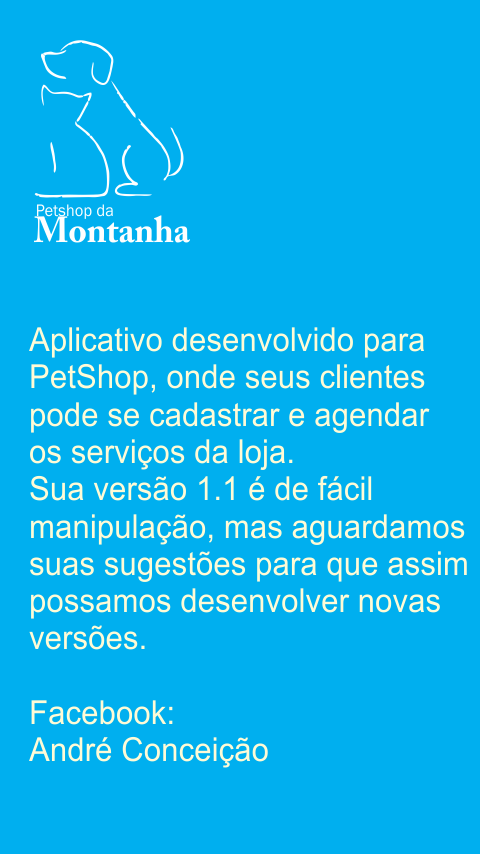 Petshop da
Montanha
Aplicativo desenvolvido para
PetShop, onde seus clientes
pode se cadastrar e agendar
os serviços da loja.
Sua versão 1.1 é de fácil
manipulação, mas aguardamos
suas sugestões para que assim
possamos desenvolver novas
versões.
Facebook:
André Conceição